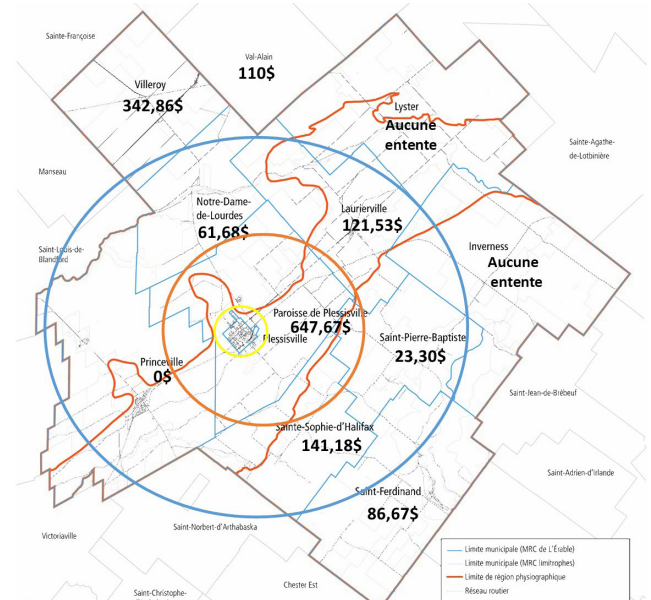 Sainte-Françoise
Val-Alain
110$
Villeroy
342,86$
Lyster
Aucune
entente
Sainte-Agathe-
de-Lotbinière
Manseau
Notre-Dame-
de-Lourdes
61,68$
Laurierville
121,53$
Inverness
Aucune
entente
Saint-Louis-de-
Blandford
Paroisse de Plessisville
647,67$
Plessisville
Saint-Pierre-Baptiste
23,30$
Princeville
0$
Saint-Jean-de-Brébeuf
Sainte-Sophie-d'Halifax
141,18$
Saint-Adrien-d'Irlande
Saint-Ferdinand
86,67$
Victoriaville
Saint-Norbert-d'Arthabaska
Chester Est
Saint-Christophe-
Limite municipale (MRC de L'Érable)
Limite municipale (MRC limitrophes)
Limite de région physiographique
Réseau routier